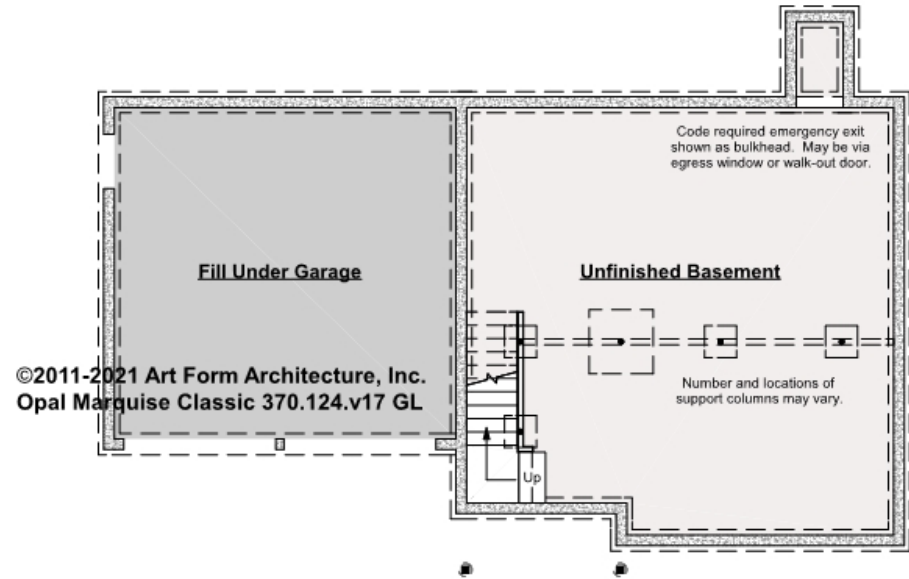 Code required emergency exit
shown as bulkhead. May be via
egress window or walk-out door.
Fill Under Garage
Unfinished Basement
©2011-2021 Art Form Architecture, Inc.
Opal Marquise Classic 370.124.v17 GL
Number and locations of
support columns may vary.
Up